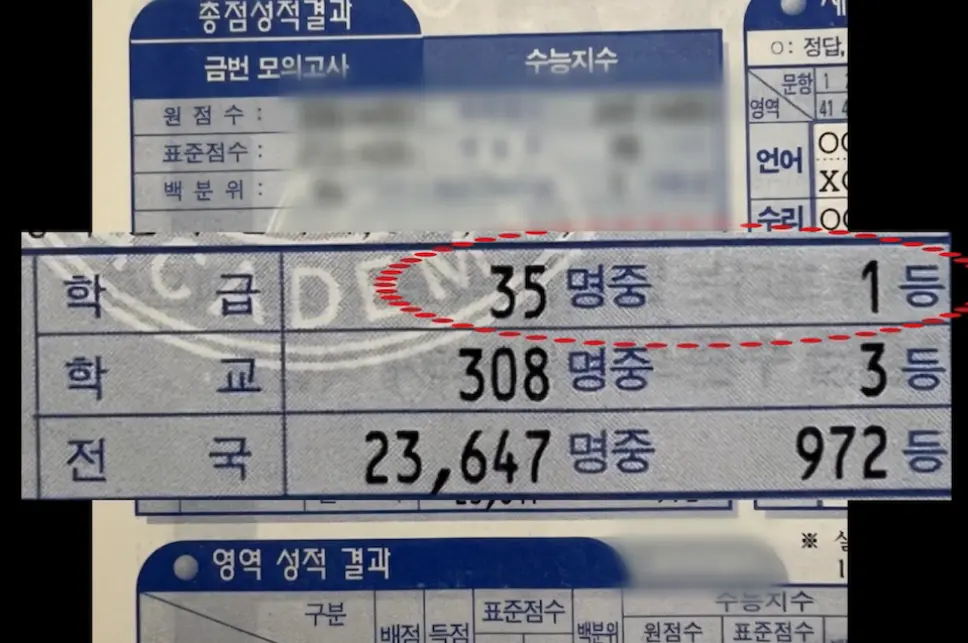 총점성적결과
금번 모의고사 수능지수
원 점 수 :
표준점수 :
백 분 위 :
○: 정답,
문항
영역
41
언어
수리
CADEM
학 급 35 명중 1 등
학 교 308 명중 3 등
전 국 23,647 명중 972 등
※
영역 성적 결과
구분 배점 득점 표준점수 백분위 수능지수
원점수 표준점수